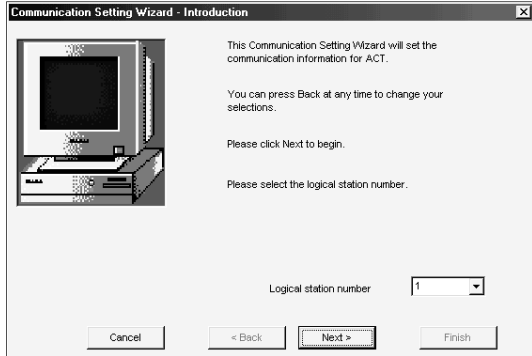 Communication Setting Wizard - Introduction
This Communication Setting Wizard will set the
communication information for ACT.
You can press Back at any time to change your
selections.
Please click Next to begin.
Please select the logical station number.
Logical station number 1
Cancel < Back Next > Finish